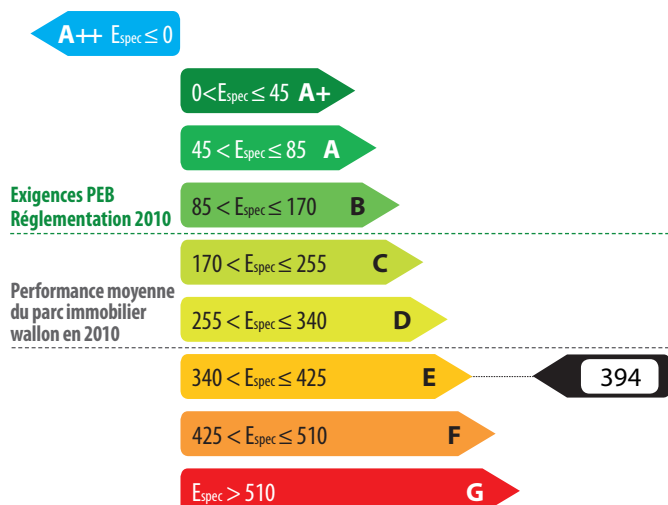 A++ Espec ≤ 0
0<Espec ≤ 45 A+
45 < Espec ≤ 85 A
Exigences PEB
Réglementation 2010
85 < Espec ≤ 170 B
170 < Espec ≤ 255 C
Performance moyenne
du parc immobilier
wallon en 2010
255 < Espec ≤ 340 D
340 < Espec ≤ 425 E
394
425 < Espec ≤ 510 F
Espec > 510 G